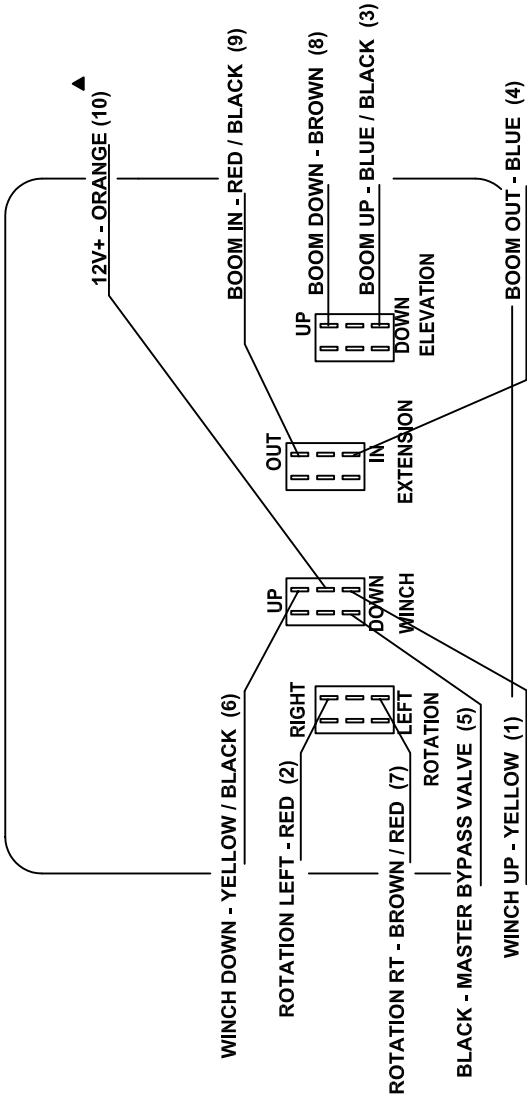 12V+ - ORANGE (10)
BOOM IN - RED / BLACK (9)
BOOM DOWN - BROWN (8)
BOOM UP - BLUE / BLACK (3)
BOOM OUT - BLUE (4)
WINCH DOWN - YELLOW / BLACK (6)
ROTATION LEFT - RED (2)
ROTATION RT - BROWN / RED (7)
BLACK - MASTER BYPASS VALVE (5)
WINCH UP - YELLOW (1)
RIGHT
LEFT
ROTATION
UP
DOWN
WINCH
OUT
IN
EXTENSION
UP
DOWN
ELEVATION